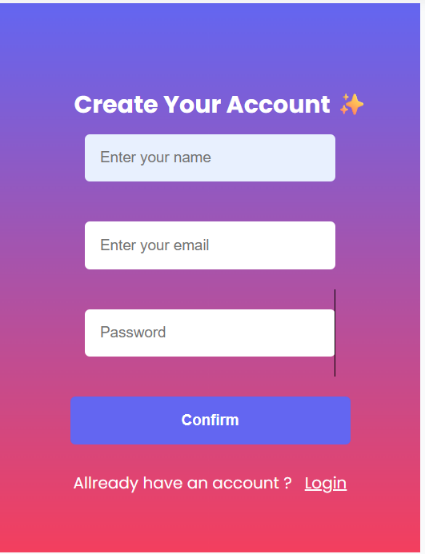 Create Your Account ✨
Enter your name
Enter your email
Password
Confirm
Allready have an account ? Login